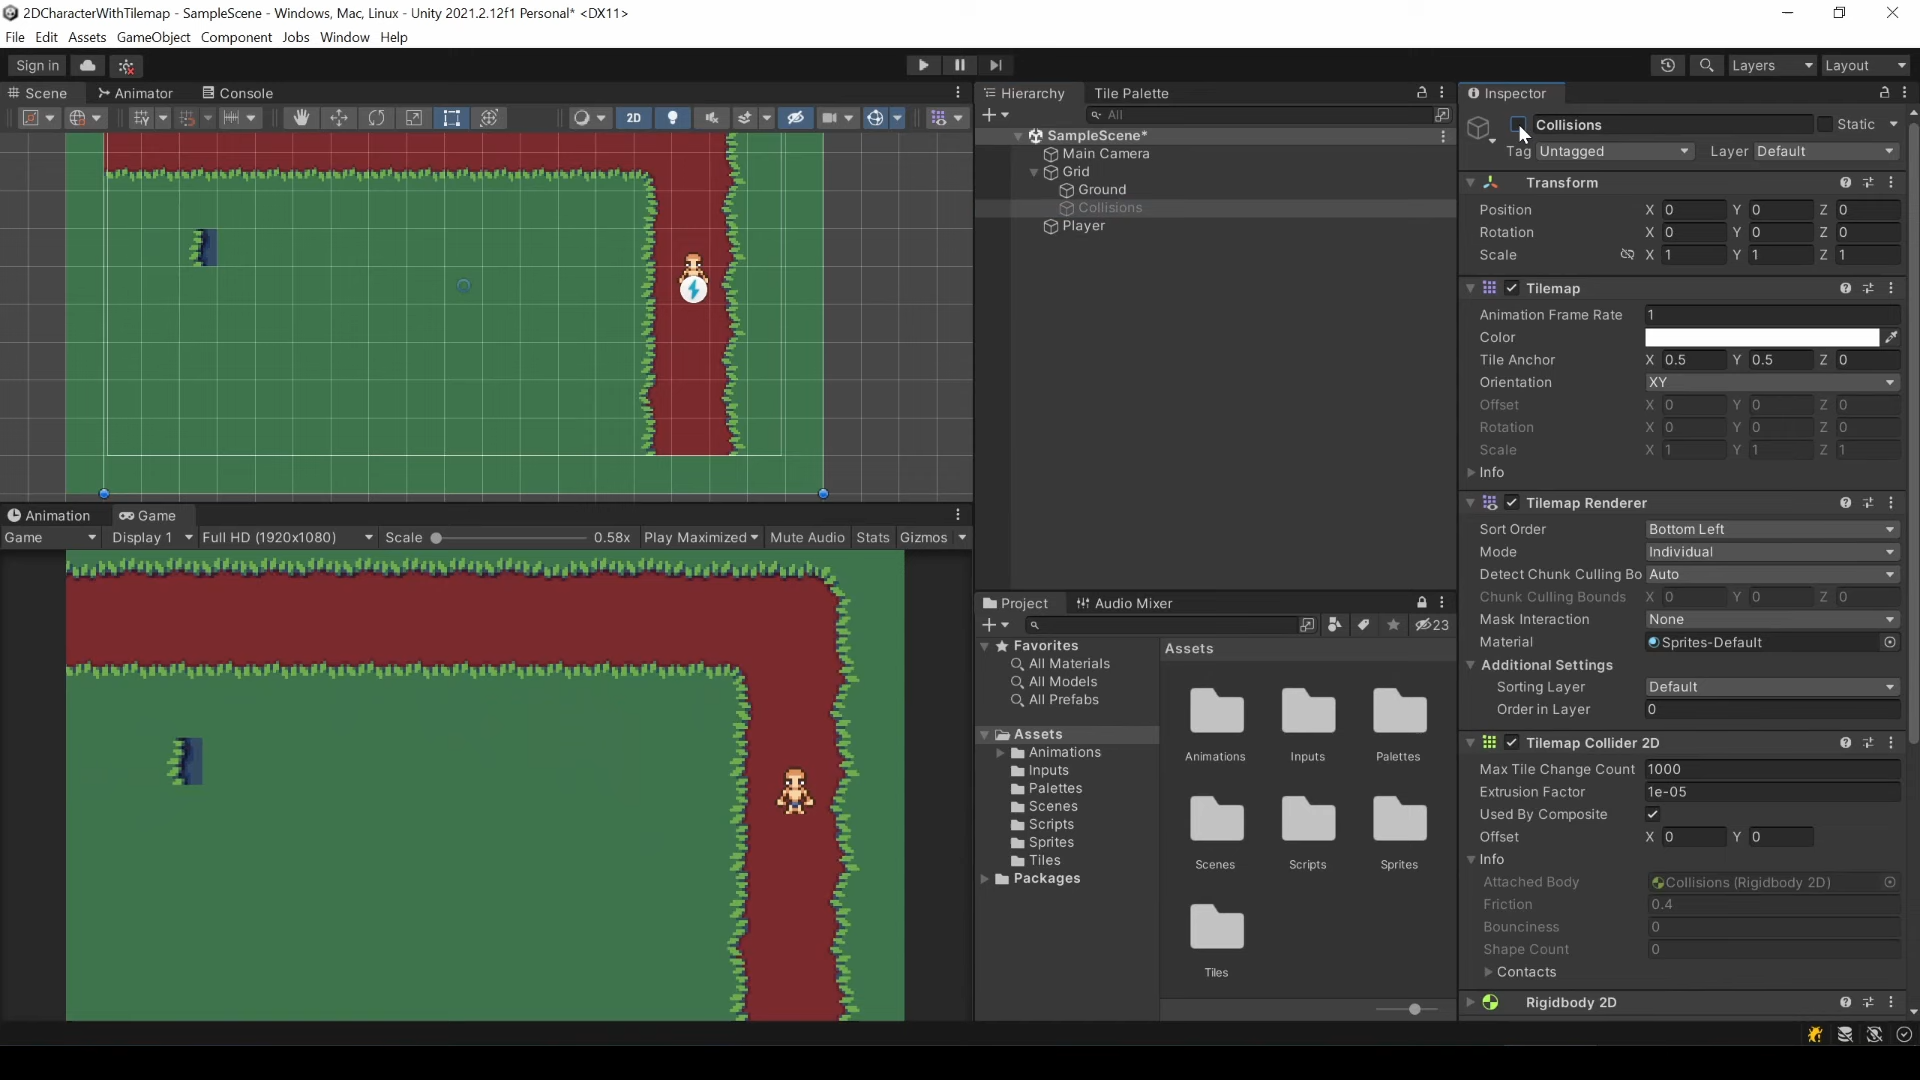 2DCharacterWithTilemap - SampleScene - Windows, Mac, Linux - Unity 2021.2.12f1 Personal* <DX11>
File Edit Assets GameObject Component Jobs Window Help
Sign in
Layers
Layout
Scene
Animator
Console
2D
Hierarchy
Tile Palette
All
SampleScene*
Main Camera
Grid
Ground
Collisions
Player
Animation
Game
Game
Display 1
Full HD (1920x1080)
Scale
0.58x
Play Maximized
Mute Audio
Stats
Gizmos
Project
Audio Mixer
23
Favorites
All Materials
All Models
All Prefabs
Assets
Animations
Inputs
Palettes
Scenes
Scripts
Sprites
Tiles
Packages
Assets
Animations
Inputs
Palettes
Scenes
Scripts
Sprites
Tiles
Inspector
Collisions
Static
Tag Untagged Layer Default
Transform
Position X 0 Y 0 Z 0
Rotation X 0 Y 0 Z 0
Scale X 1 Y 1 Z 1
Tilemap
Animation Frame Rate 1
Color
Tile Anchor X 0.5 Y 0.5 Z 0
Orientation XY
Offset X 0 Y 0 Z 0
Rotation X 0 Y 0 Z 0
Scale X 1 Y 1 Z 1
Info
Tilemap Renderer
Sort Order Bottom Left
Mode Individual
Detect Chunk Culling Bo Auto
Chunk Culling Bounds X 0 Y 0 Z 0
Mask Interaction None
Material Sprites-Default
Additional Settings
Sorting Layer Default
Order in Layer 0
Tilemap Collider 2D
Max Tile Change Count 1000
Extrusion Factor 1e-05
Used By Composite
Offset X 0 Y 0
Info
Attached Body Collisions (Rigidbody 2D)
Friction 0.4
Bounciness 0
Shape Count 0
Contacts
Rigidbody 2D